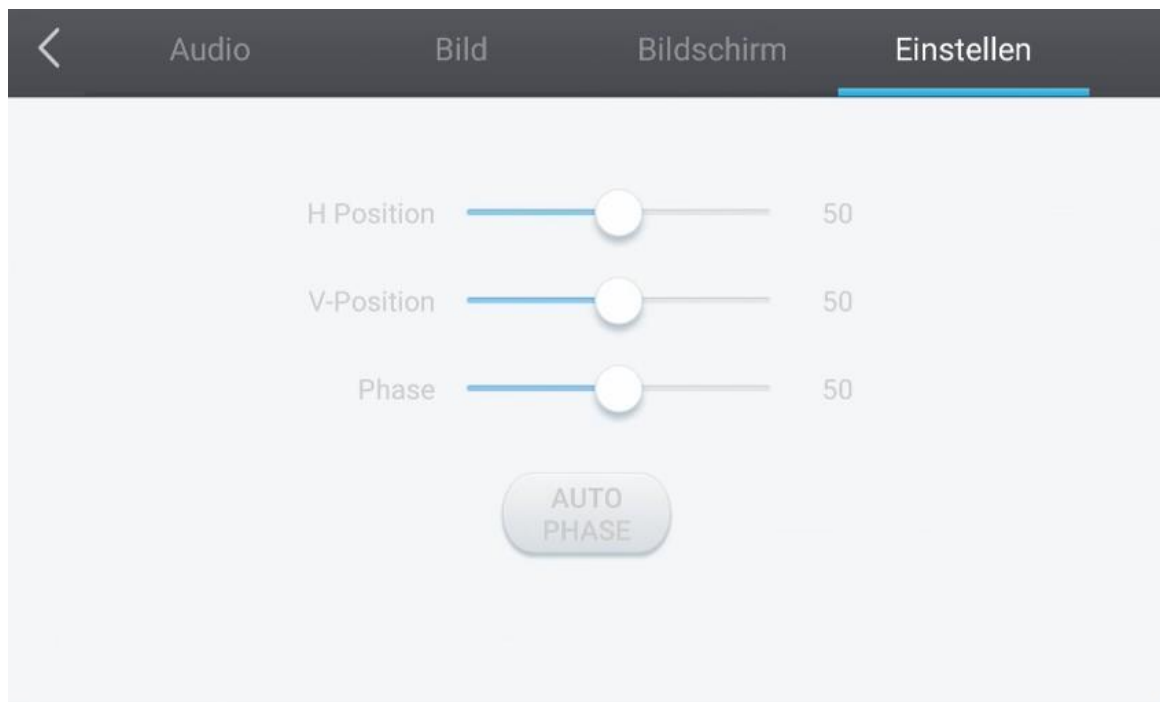 Audio Bild Bildschirm Einstellen
H Position 50
V-Position 50
Phase 50
AUTO
PHASE